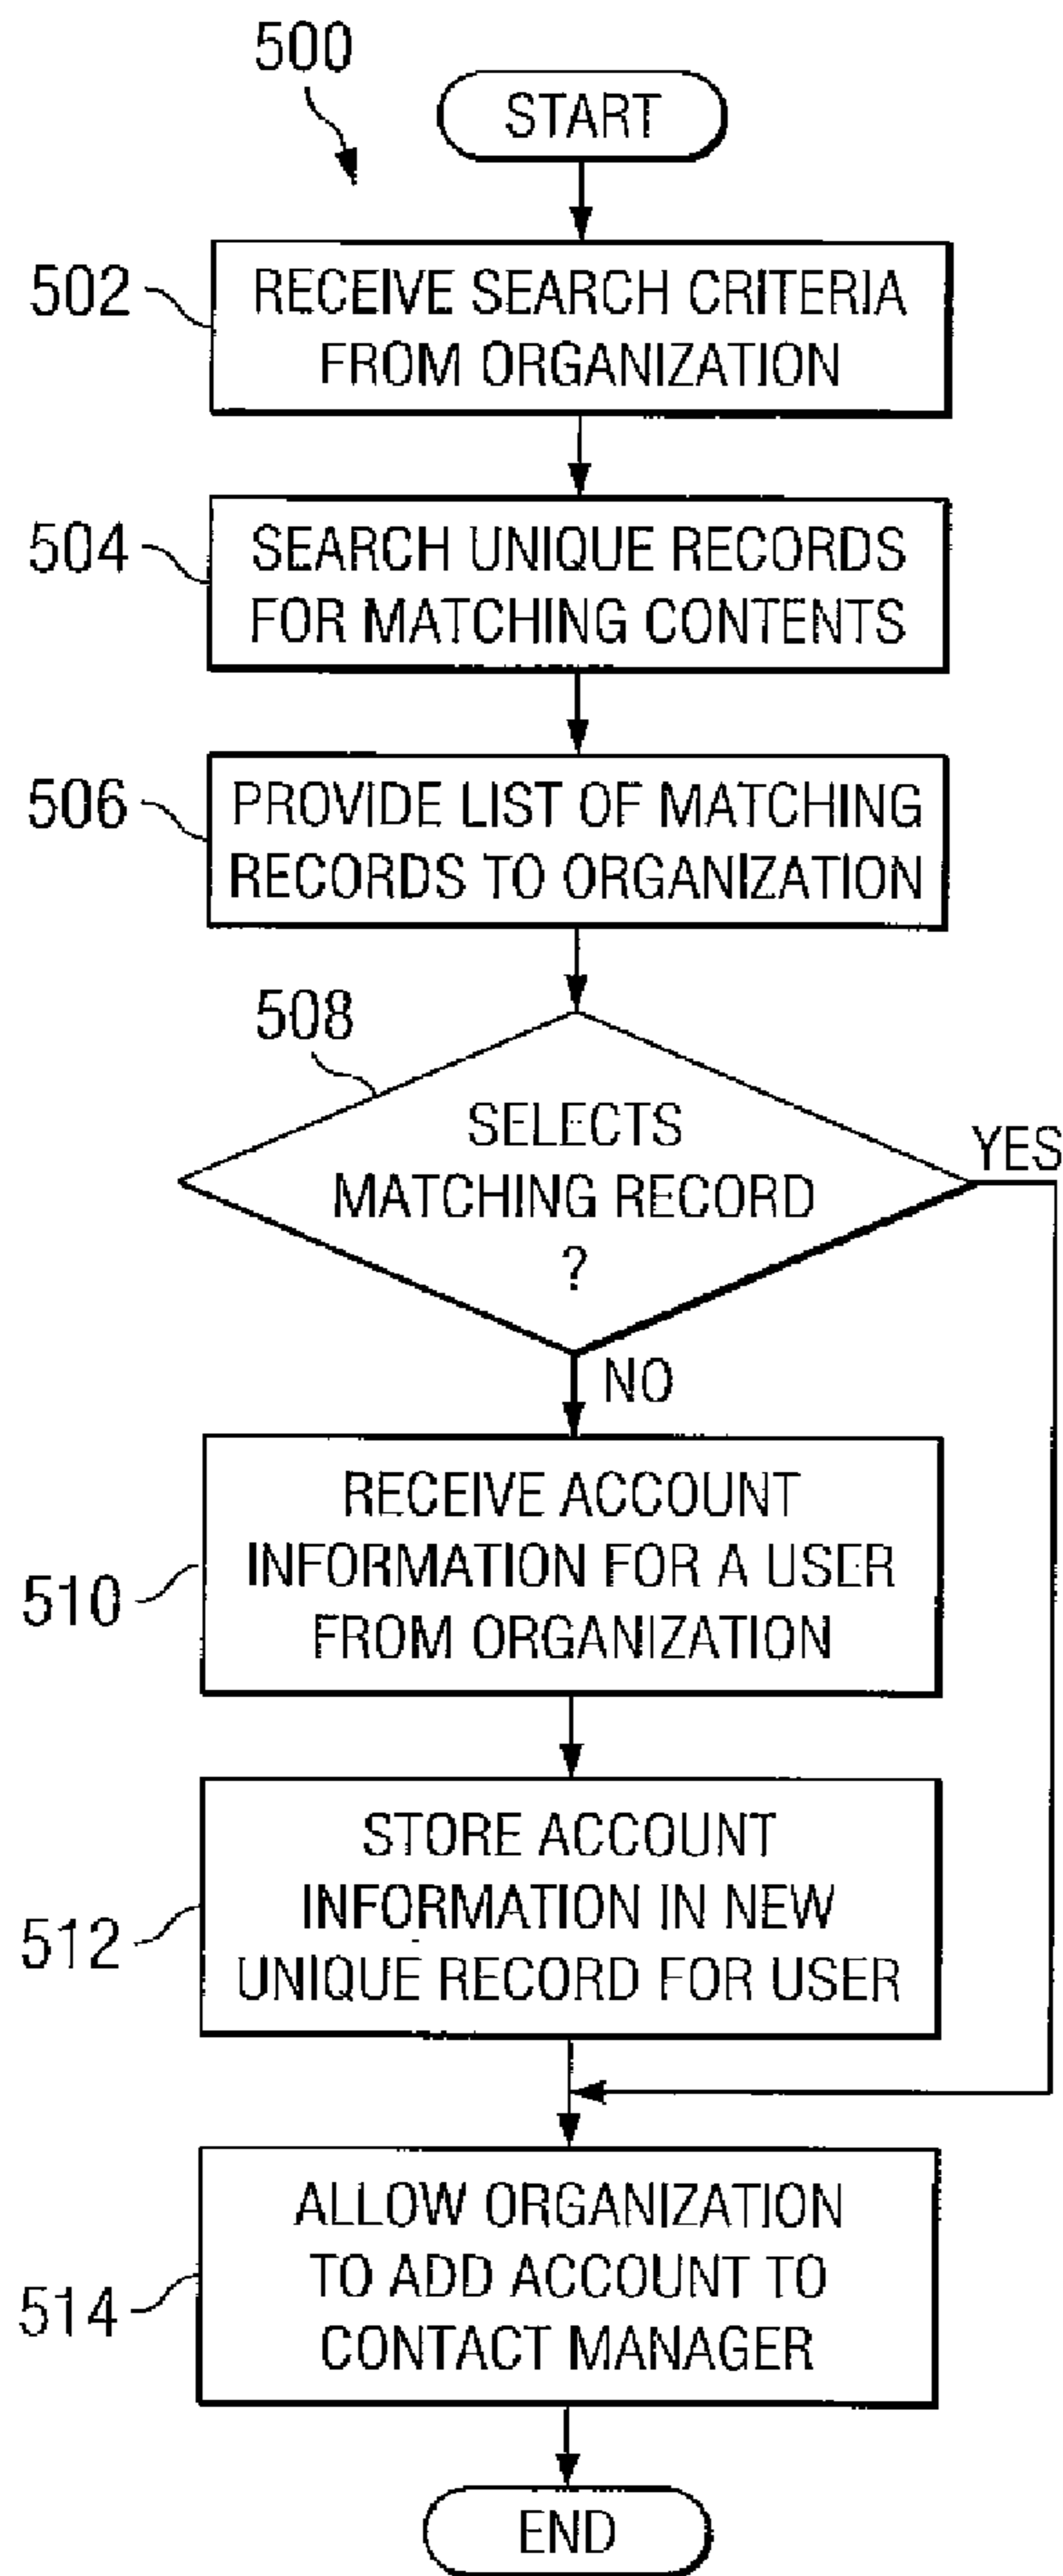 500
START
502
RECEIVE SEARCH CRITERIA
FROM ORGANIZATION
504
SEARCH UNIQUE RECORDS
FOR MATCHING CONTENTS
506
PROVIDE LIST OF MATCHING
RECORDS TO ORGANIZATION
508
SELECTS
MATCHING RECORD
?
YES
NO
510
RECEIVE ACCOUNT
INFORMATION FOR A USER
FROM ORGANIZATION
512
STORE ACCOUNT
INFORMATION IN NEW
UNIQUE RECORD FOR USER
514
ALLOW ORGANIZATION
TO ADD ACCOUNT TO
CONTACT MANAGER
END